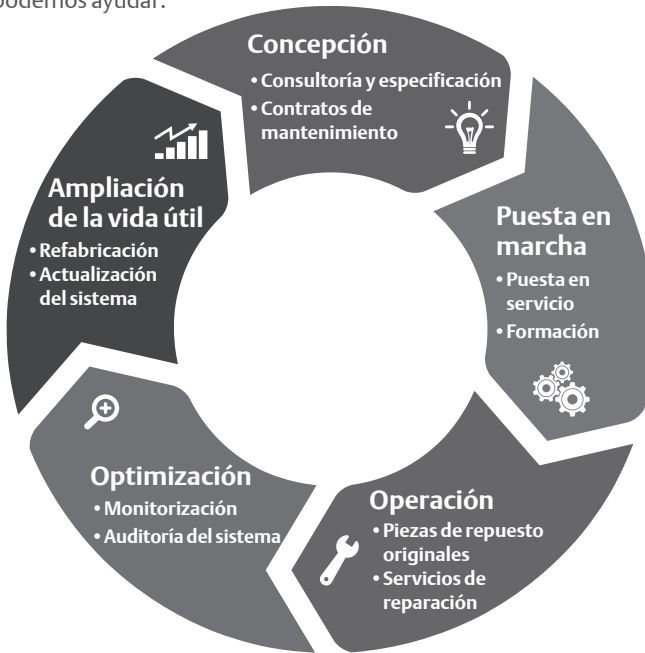 podemos ayudar.
Concepción
• Consultoría y especificación
• Contratos de
mantenimiento
Puesta en
marcha
• Puesta en
servicio
• Formación
Operación
• Piezas de repuesto
originales
• Servicios de
reparación
Optimización
• Monitorización
• Auditoría del sistema
Ampliación
de la vida útil
• Refabricación
• Actualización
del sistema